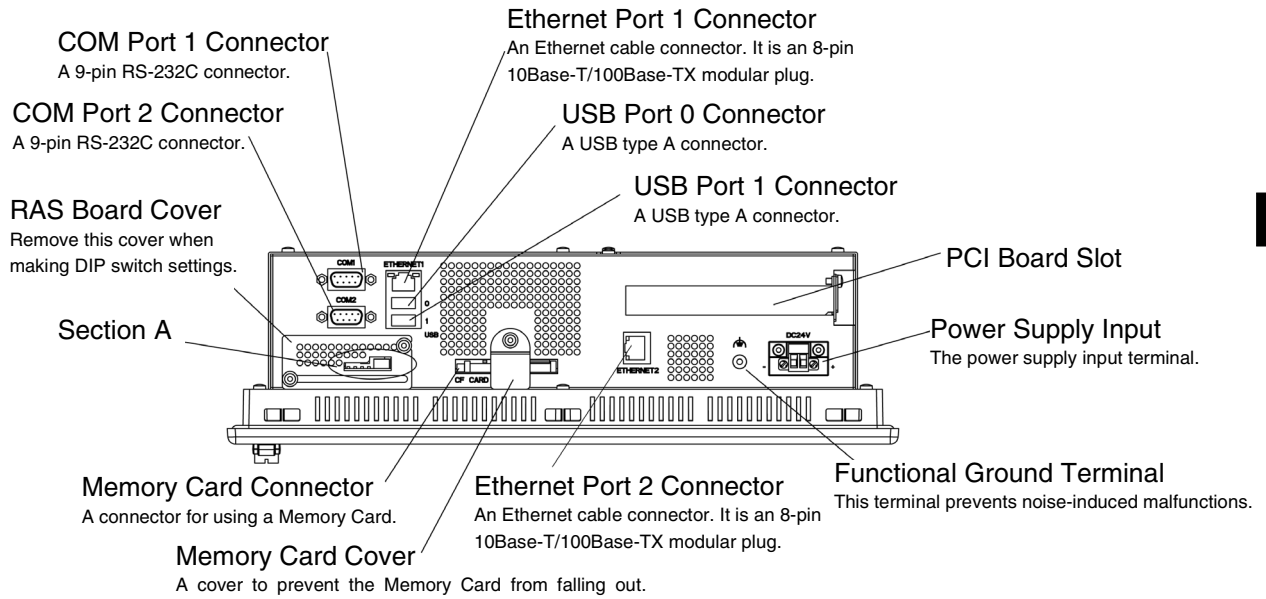 Ethernet Port 1 Connector
An Ethernet cable connector. It is an 8-pin
10Base-T/100Base-TX modular plug.
COM Port 1 Connector
A 9-pin RS-232C connector.
COM Port 2 Connector
A 9-pin RS-232C connector.
USB Port 0 Connector
A USB type A connector.
USB Port 1 Connector
A USB type A connector.
RAS Board Cover
Remove this cover when
making DIP switch settings.
PCI Board Slot
Section A
Power Supply Input
The power supply input terminal.
COM1
ETHERNET1
COM2
0
1
USB
DC24V
- +
ETHERNET2
CF CARD
Memory Card Connector
A connector for using a Memory Card.
Ethernet Port 2 Connector
An Ethernet cable connector. It is an 8-pin
10Base-T/100Base-TX modular plug.
Functional Ground Terminal
This terminal prevents noise-induced malfunctions.
Memory Card Cover
A cover to prevent the Memory Card from falling out.